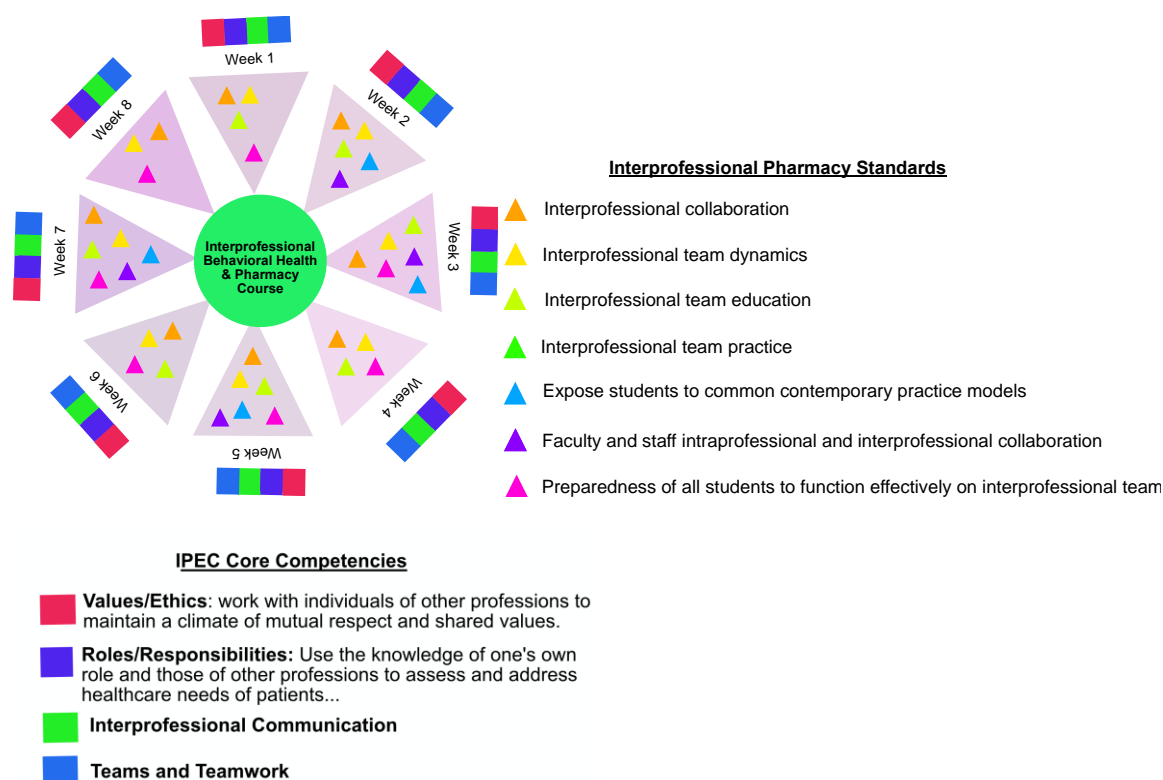 Week 1
Week 2
Week 3
Week 4
Week 5
Week 6
Week 7
Week 8
Interprofessional
Behavioral Health
& Pharmacy
Course
Interprofessional Pharmacy Standards
Interprofessional collaboration
Interprofessional team dynamics
Interprofessional team education
Interprofessional team practice
Expose students to common contemporary practice models
Faculty and staff intraprofessional and interprofessional collaboration
Preparedness of all students to function effectively on interprofessional team
IPEC Core Competencies
Values/Ethics: work with individuals of other professions to
maintain a climate of mutual respect and shared values.
Roles/Responsibilities: Use the knowledge of one's own
role and those of other professions to assess and address
healthcare needs of patients...
Interprofessional Communication
Teams and Teamwork